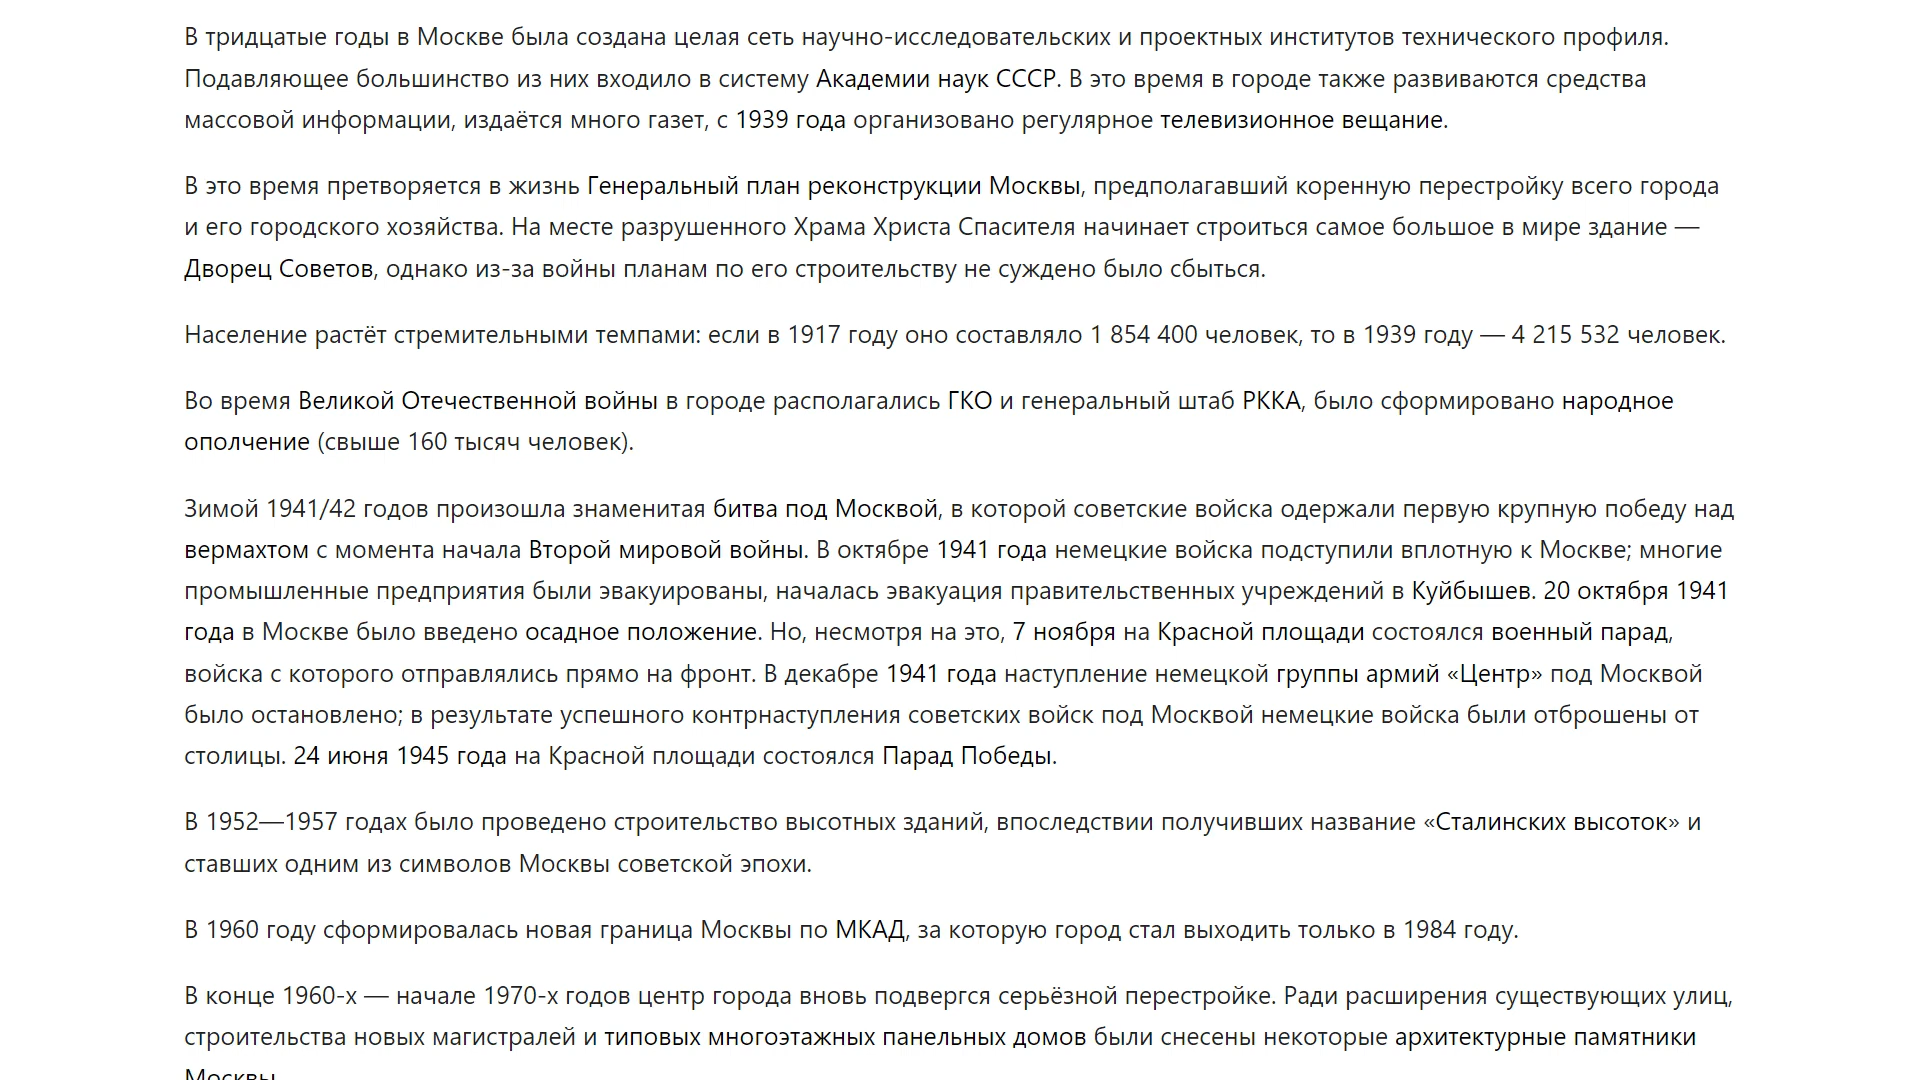 В тридцатые годы в Москве была создана целая сеть научно-исследовательских и проектных институтов технического профиля.
Подавляющее большинство из них входило в систему Академии наук СССР. В это время в городе также развиваются средства
массовой информации, издаётся много газет, с 1939 года организовано регулярное телевизионное вещание.
В это время претворяется в жизнь Генеральный план реконструкции Москвы, предполагавший коренную перестройку всего города
и его городского хозяйства. На месте разрушенного Храма Христа Спасителя начинает строиться самое большое в мире здание —
Дворец Советов, однако из-за войны планам по его строительству не суждено было сбыться.
Население растёт стремительными темпами: если в 1917 году оно составляло 1 854 400 человек, то в 1939 году — 4 215 532 человек.
Во время Великой Отечественной войны в городе располагались ГКО и генеральный штаб РККА, было сформировано народное
ополчение (свыше 160 тысяч человек).
Зимой 1941/42 годов произошла знаменитая битва под Москвой, в которой советские войска одержали первую крупную победу над
вермахтом с момента начала Второй мировой войны. В октябре 1941 года немецкие войска подступили вплотную к Москве; многие
промышленные предприятия были эвакуированы, началась эвакуация правительственных учреждений в Куйбышев. 20 октября 1941
года в Москве было введено осадное положение. Но, несмотря на это, 7 ноября на Красной площади состоялся военный парад,
войска с которого отправлялись прямо на фронт. В декабре 1941 года наступление немецкой группы армий «Центр» под Москвой
было остановлено; в результате успешного контрнаступления советских войск под Москвой немецкие войска были отброшены от
столицы. 24 июня 1945 года на Красной площади состоялся Парад Победы.
В 1952—1957 годах было проведено строительство высотных зданий, впоследствии получивших название «Сталинских высоток» и
ставших одним из символов Москвы советской эпохи.
В 1960 году сформировалась новая граница Москвы по МКАД, за которую город стал выходить только в 1984 году.
В конце 1960-х — начале 1970-х годов центр города вновь подвергся серьёзной перестройке. Ради расширения существующих улиц,
строительства новых магистралей и типовых многоэтажных панельных домов были снесены некоторые архитектурные памятники
Москвы.